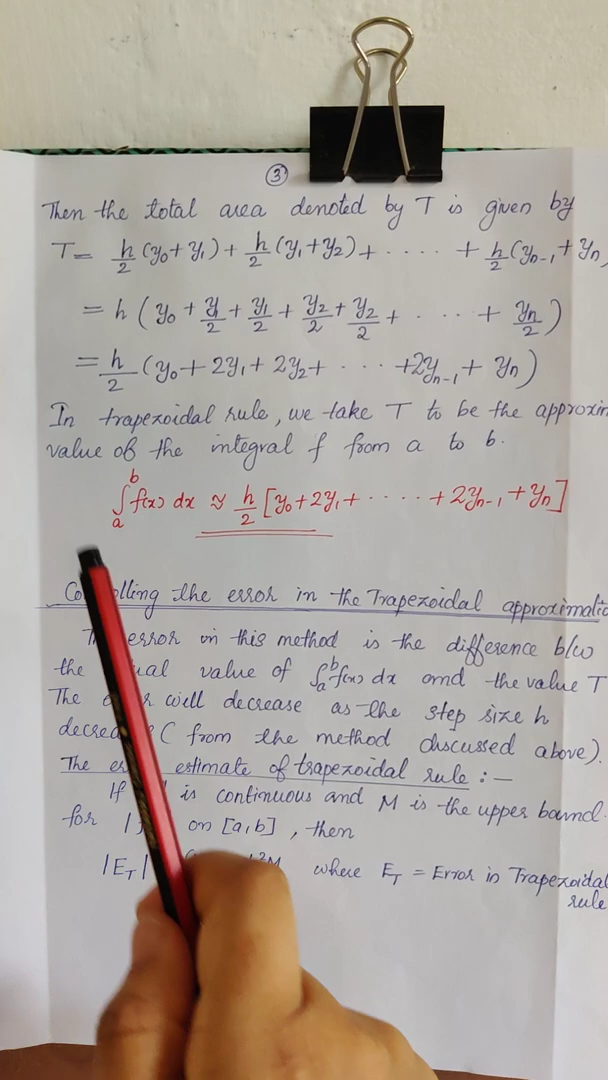 ③
Then the total area denoted by T is given by
T = h/2 (y₀ + y₁) + h/2 (y₁ + y₂) + . . . . + h/2 (yₙ₋₁ + yₙ
= h ( y₀ + y₁/2 + y₁/2 + y₂/2 + y₂/2 + . . . + yₙ/2 )
= h/2 ( y₀ + 2y₁ + 2y₂ + . . . + 2yₙ₋₁ + yₙ )
In trapezoidal rule, we take T to be the approxim
value of the integral f from a to b.
∫ₐᵇ f(x) dx ≈ h/2 [ y₀ + 2y₁ + . . . . + 2yₙ₋₁ + yₙ ]
the error in the Trapezoidal approximatio
error in this method is the difference b/w
the value of ∫ₐᵇ f(x) dx and the value T
The will decrease as the step size h
( from the method discussed above).
The estimate of trapezoidal rule : —
If is continuous and M is the upper bound
for | on [a,b] , then
|E_T| where E_T = Error in Trapezoidal
rule